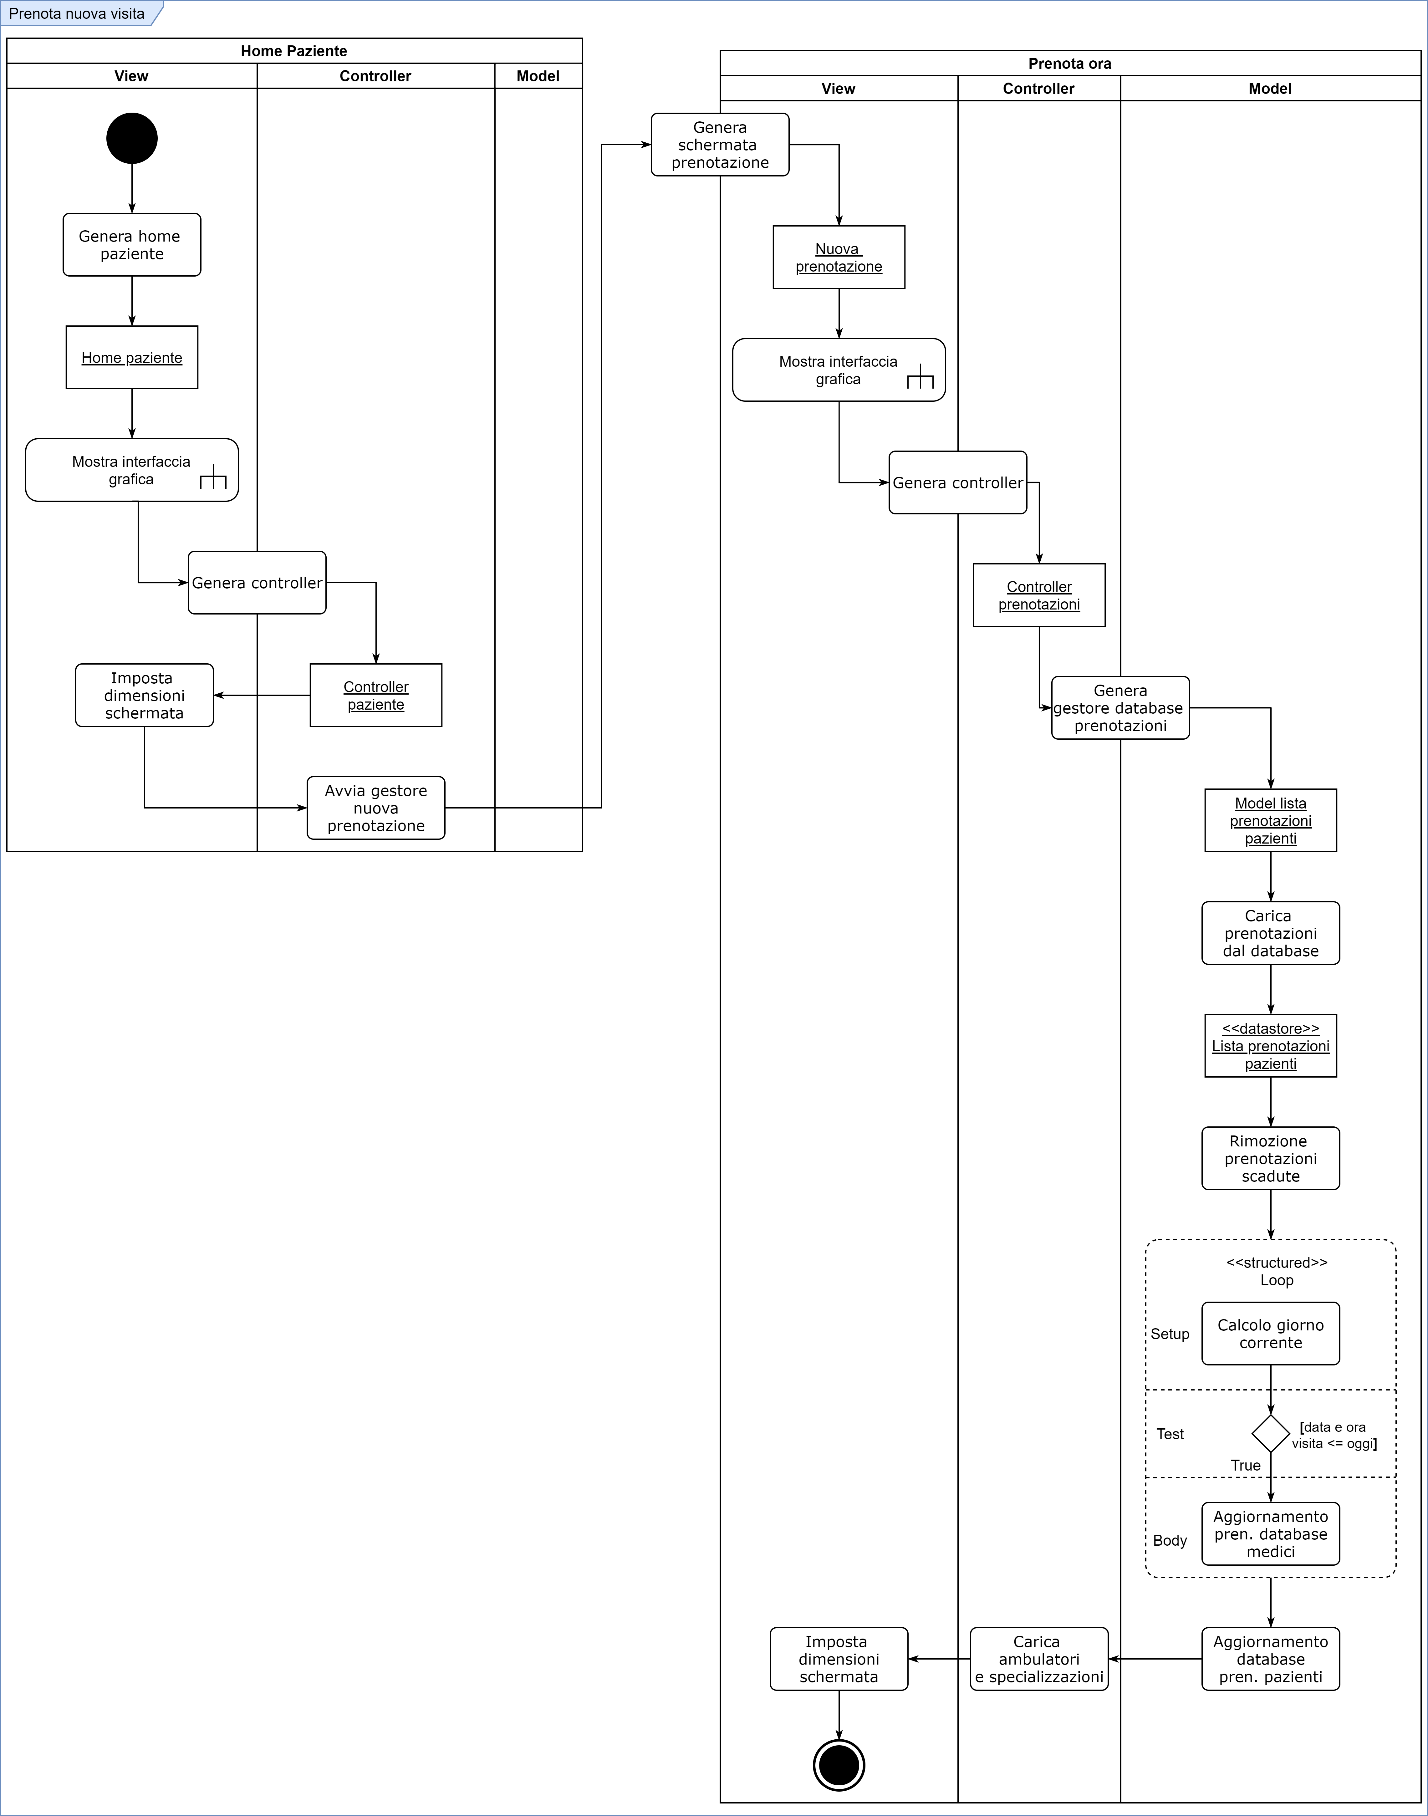 Prenota nuova visita
Home Paziente
View
Controller
Model
Genera home
paziente
Home paziente
Mostra interfaccia
grafica
Genera controller
Controller
paziente
Imposta
dimensioni
schermata
Avvia gestore
nuova
prenotazione
Prenota ora
View
Controller
Model
Genera
schermata
prenotazione
Nuova
prenotazione
Mostra interfaccia
grafica
Genera controller
Controller
prenotazioni
Genera
gestore database
prenotazioni
Model lista
prenotazioni
pazienti
Carica
prenotazioni
dal database
<<datastore>>
Lista prenotazioni
pazienti
Rimozione
prenotazioni
scadute
<<structured>>
Loop
Setup
Calcolo giorno
corrente
Test
[data e ora
visita <= oggi]
True
Body
Aggiornamento
pren. database
medici
Aggiornamento
database
pren. pazienti
Carica
ambulatori
e specializzazioni
Imposta
dimensioni
schermata